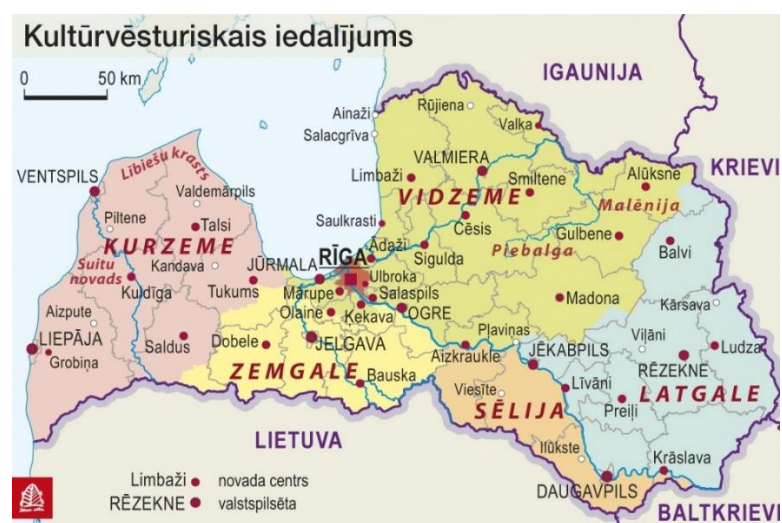 Kultūrvēsturiskais iedalījums
0 50 km
IGAUNIJA
Rūjiena
Ainaži
Salacgrīva
Valka
KRIEVI
Lībiešu krasts
VENTSPILS
VALMIERA
Limbaži
Smiltene
Alūksne
Valdemārpils
VIDZEME
Malēnija
Piltene
Talsi
Saulkrasti
Cēsis
KURZEME
Gulbene
Balvi
Piebalga
Ādaži
RĪGA
Sigulda
Suitu
novads
Kandava
JŪRMALA
Ulbroka
Kuldīga
Tukums
Mārupe
Salaspils
Madona
Kārsava
Olaine
Ķekava
OGRE
Aizpute
Pļaviņas
Viļāni
LIEPĀJA
Saldus
Dobele
JELGAVA
Aizkraukle
JĒKABPILS
Ludza
Grobiņa
RĒZEKNE
ZEMGALE
Bauska
Viesīte
Līvāni
LATGALE
SĒLIJA
Preiļi
LIETUVA
Ilūkste
Krāslava
Limbaži novada centrs
RĒZEKNE valstspilsēta
DAUGAVPILS
BALTKRIEVI